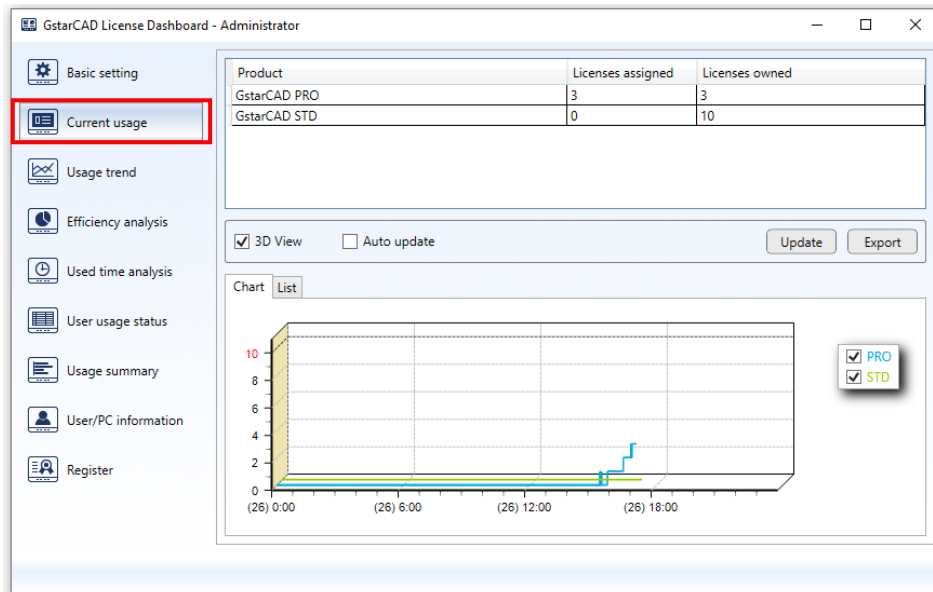 GstarCAD License Dashboard - Administrator
Basic setting
Current usage
Usage trend
Efficiency analysis
Used time analysis
User usage status
Usage summary
User/PC information
Register
Product Licenses assigned Licenses owned
GstarCAD PRO 3 3
GstarCAD STD 0 10
3D View Auto update Update Export
Chart List
10
8
6
4
2
0
(26) 0:00 (26) 6:00 (26) 12:00 (26) 18:00
PRO
STD